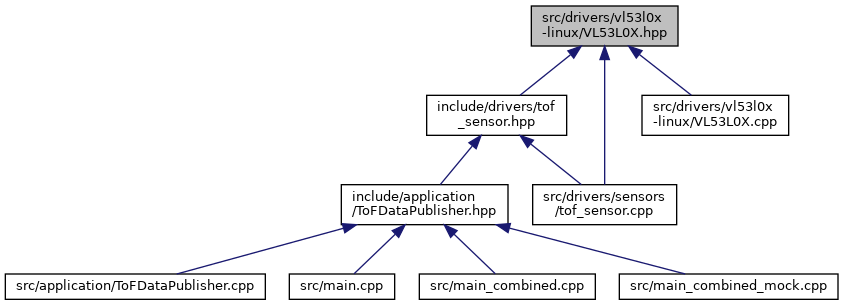 src/drivers/vl53l0x
-linux/VL53L0X.hpp
include/drivers/tof
_sensor.hpp
src/drivers/vl53l0x
-linux/VL53L0X.cpp
include/application
/ToFDataPublisher.hpp
src/drivers/sensors
/tof_sensor.cpp
src/application/ToFDataPublisher.cpp
src/main.cpp
src/main_combined.cpp
src/main_combined_mock.cpp